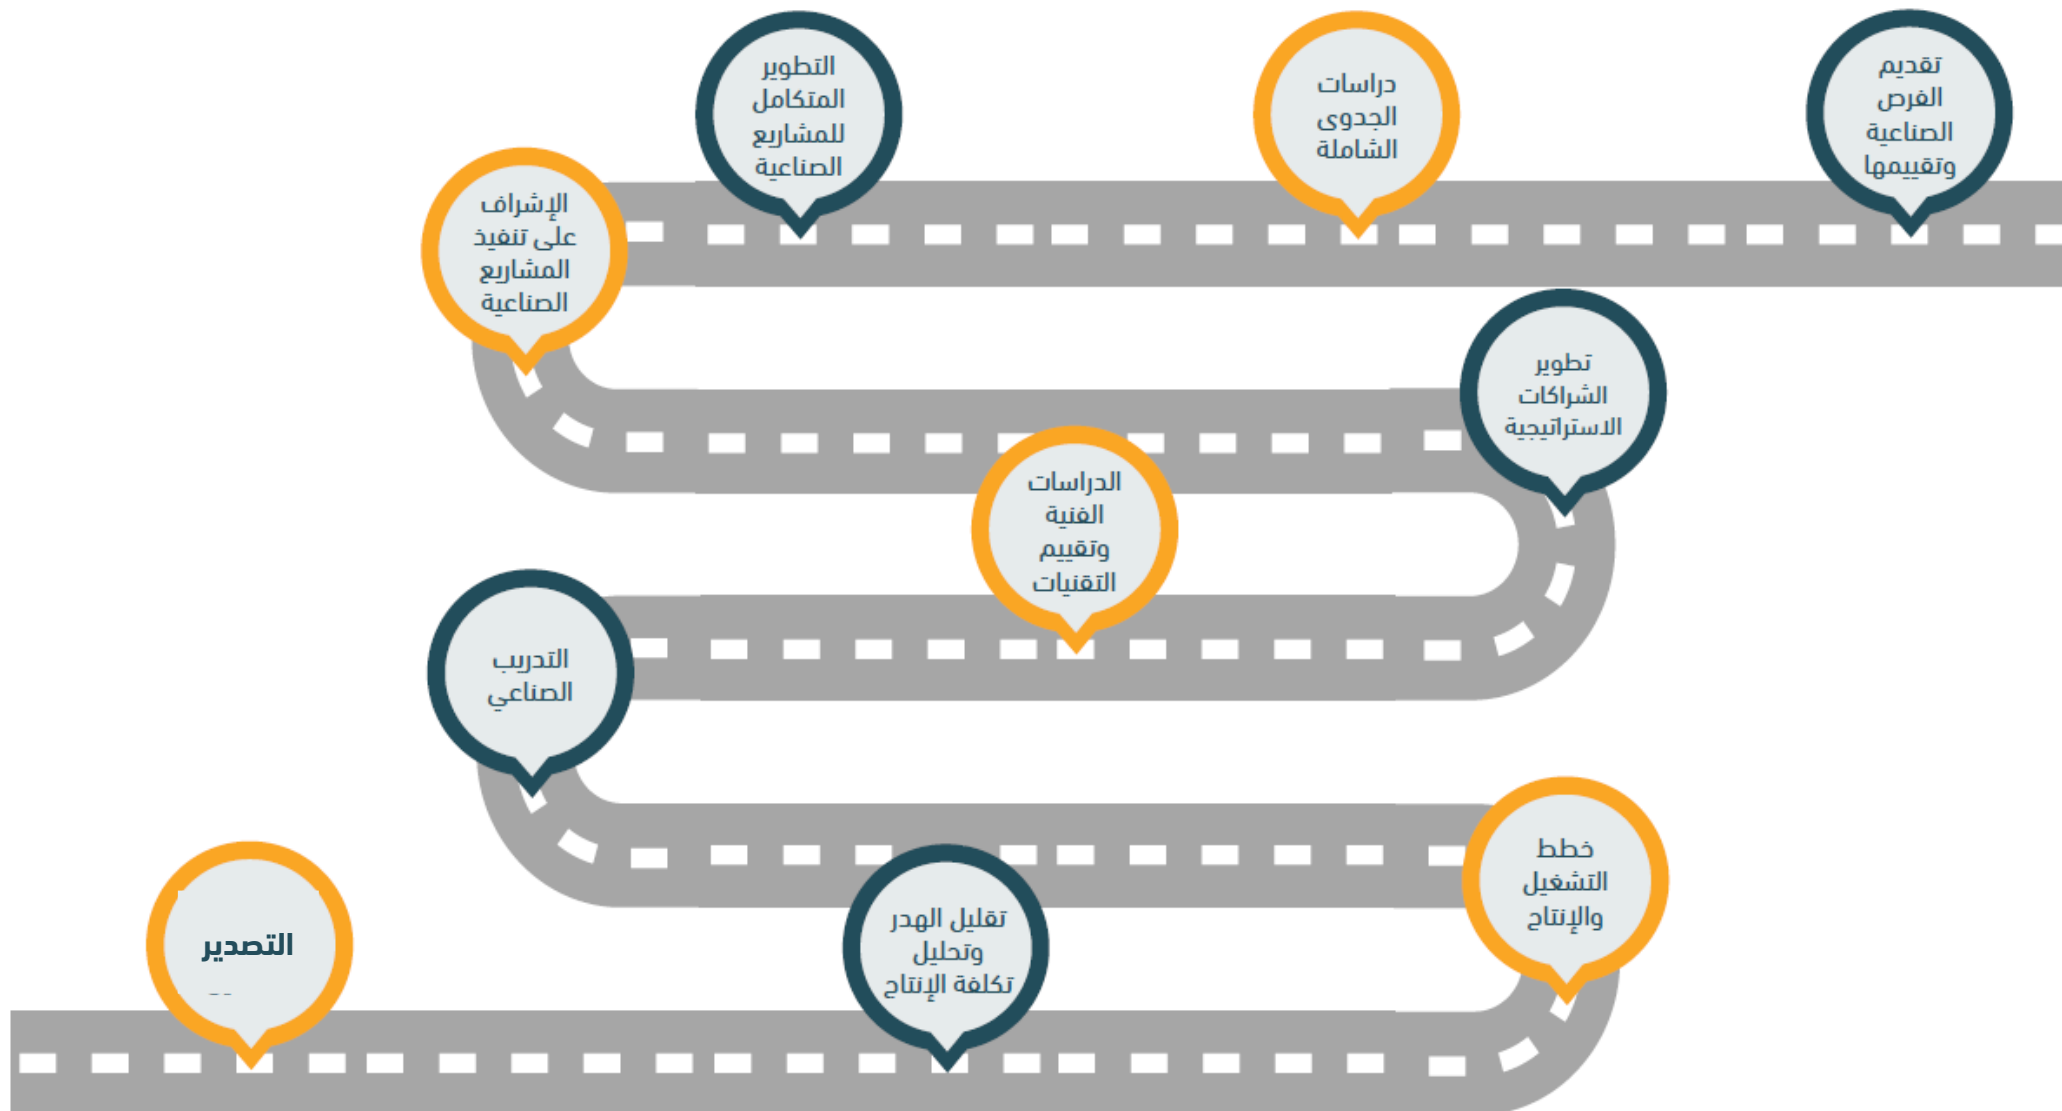 تقديم
الفرص
الصناعية
وتقييمها
دراسات
الجدوى
الشاملة
التطوير
المتكامل
للمشاريع
الصناعية
الإشراف
على تنفيذ
المشاريع
الصناعية
تطوير
الشراكات
الاستراتيجية
الدراسات
الفنية
وتقييم
التقنيات
التدريب
الصناعي
خطط
التشغيل
والإنتاج
تقليل الهدر
وتحليل
تكلفة الإنتاج
التصدير